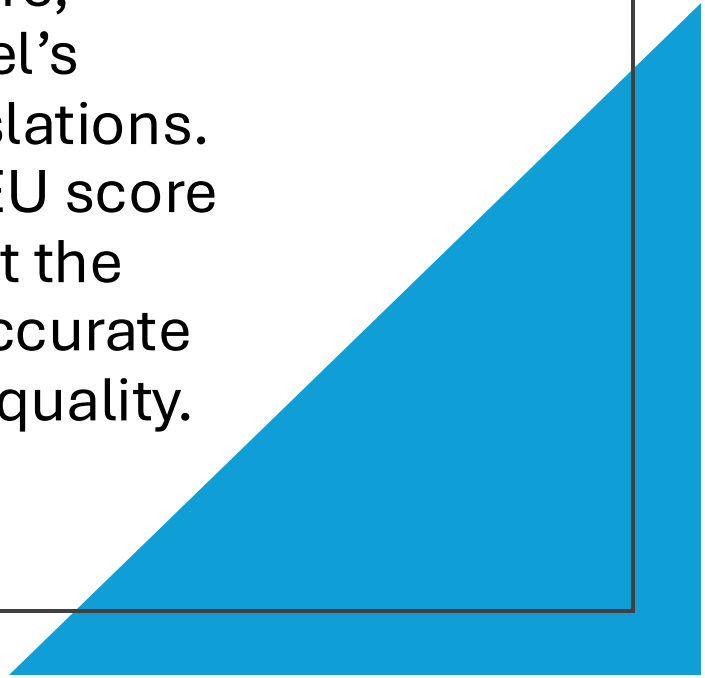 el’s
slations.
EU score
t the
ccurate
quality.